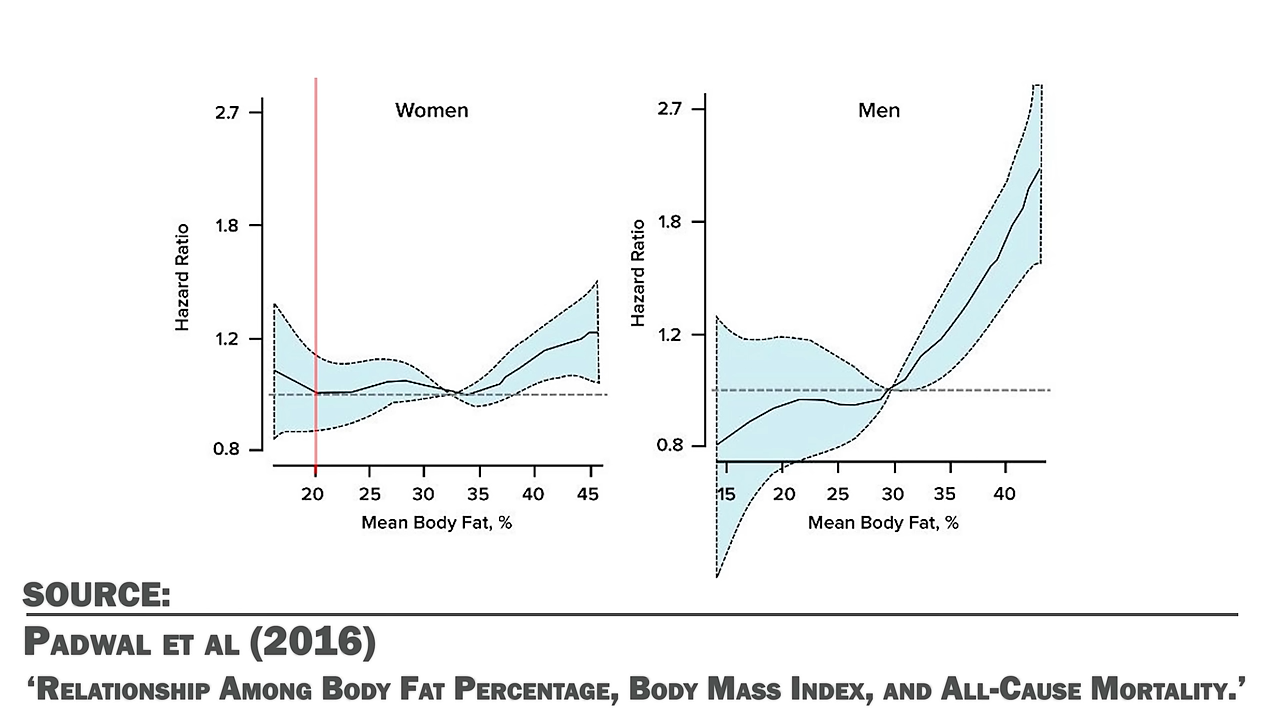 Women
2.7
1.8
1.2
0.8
Hazard Ratio
20 25 30 35 40 45
Mean Body Fat, %
Men
2.7
1.8
1.2
0.8
Hazard Ratio
15 20 25 30 35 40
Mean Body Fat, %
SOURCE:
PADWAL ET AL (2016)
‘RELATIONSHIP AMONG BODY FAT PERCENTAGE, BODY MASS INDEX, AND ALL-CAUSE MORTALITY.’